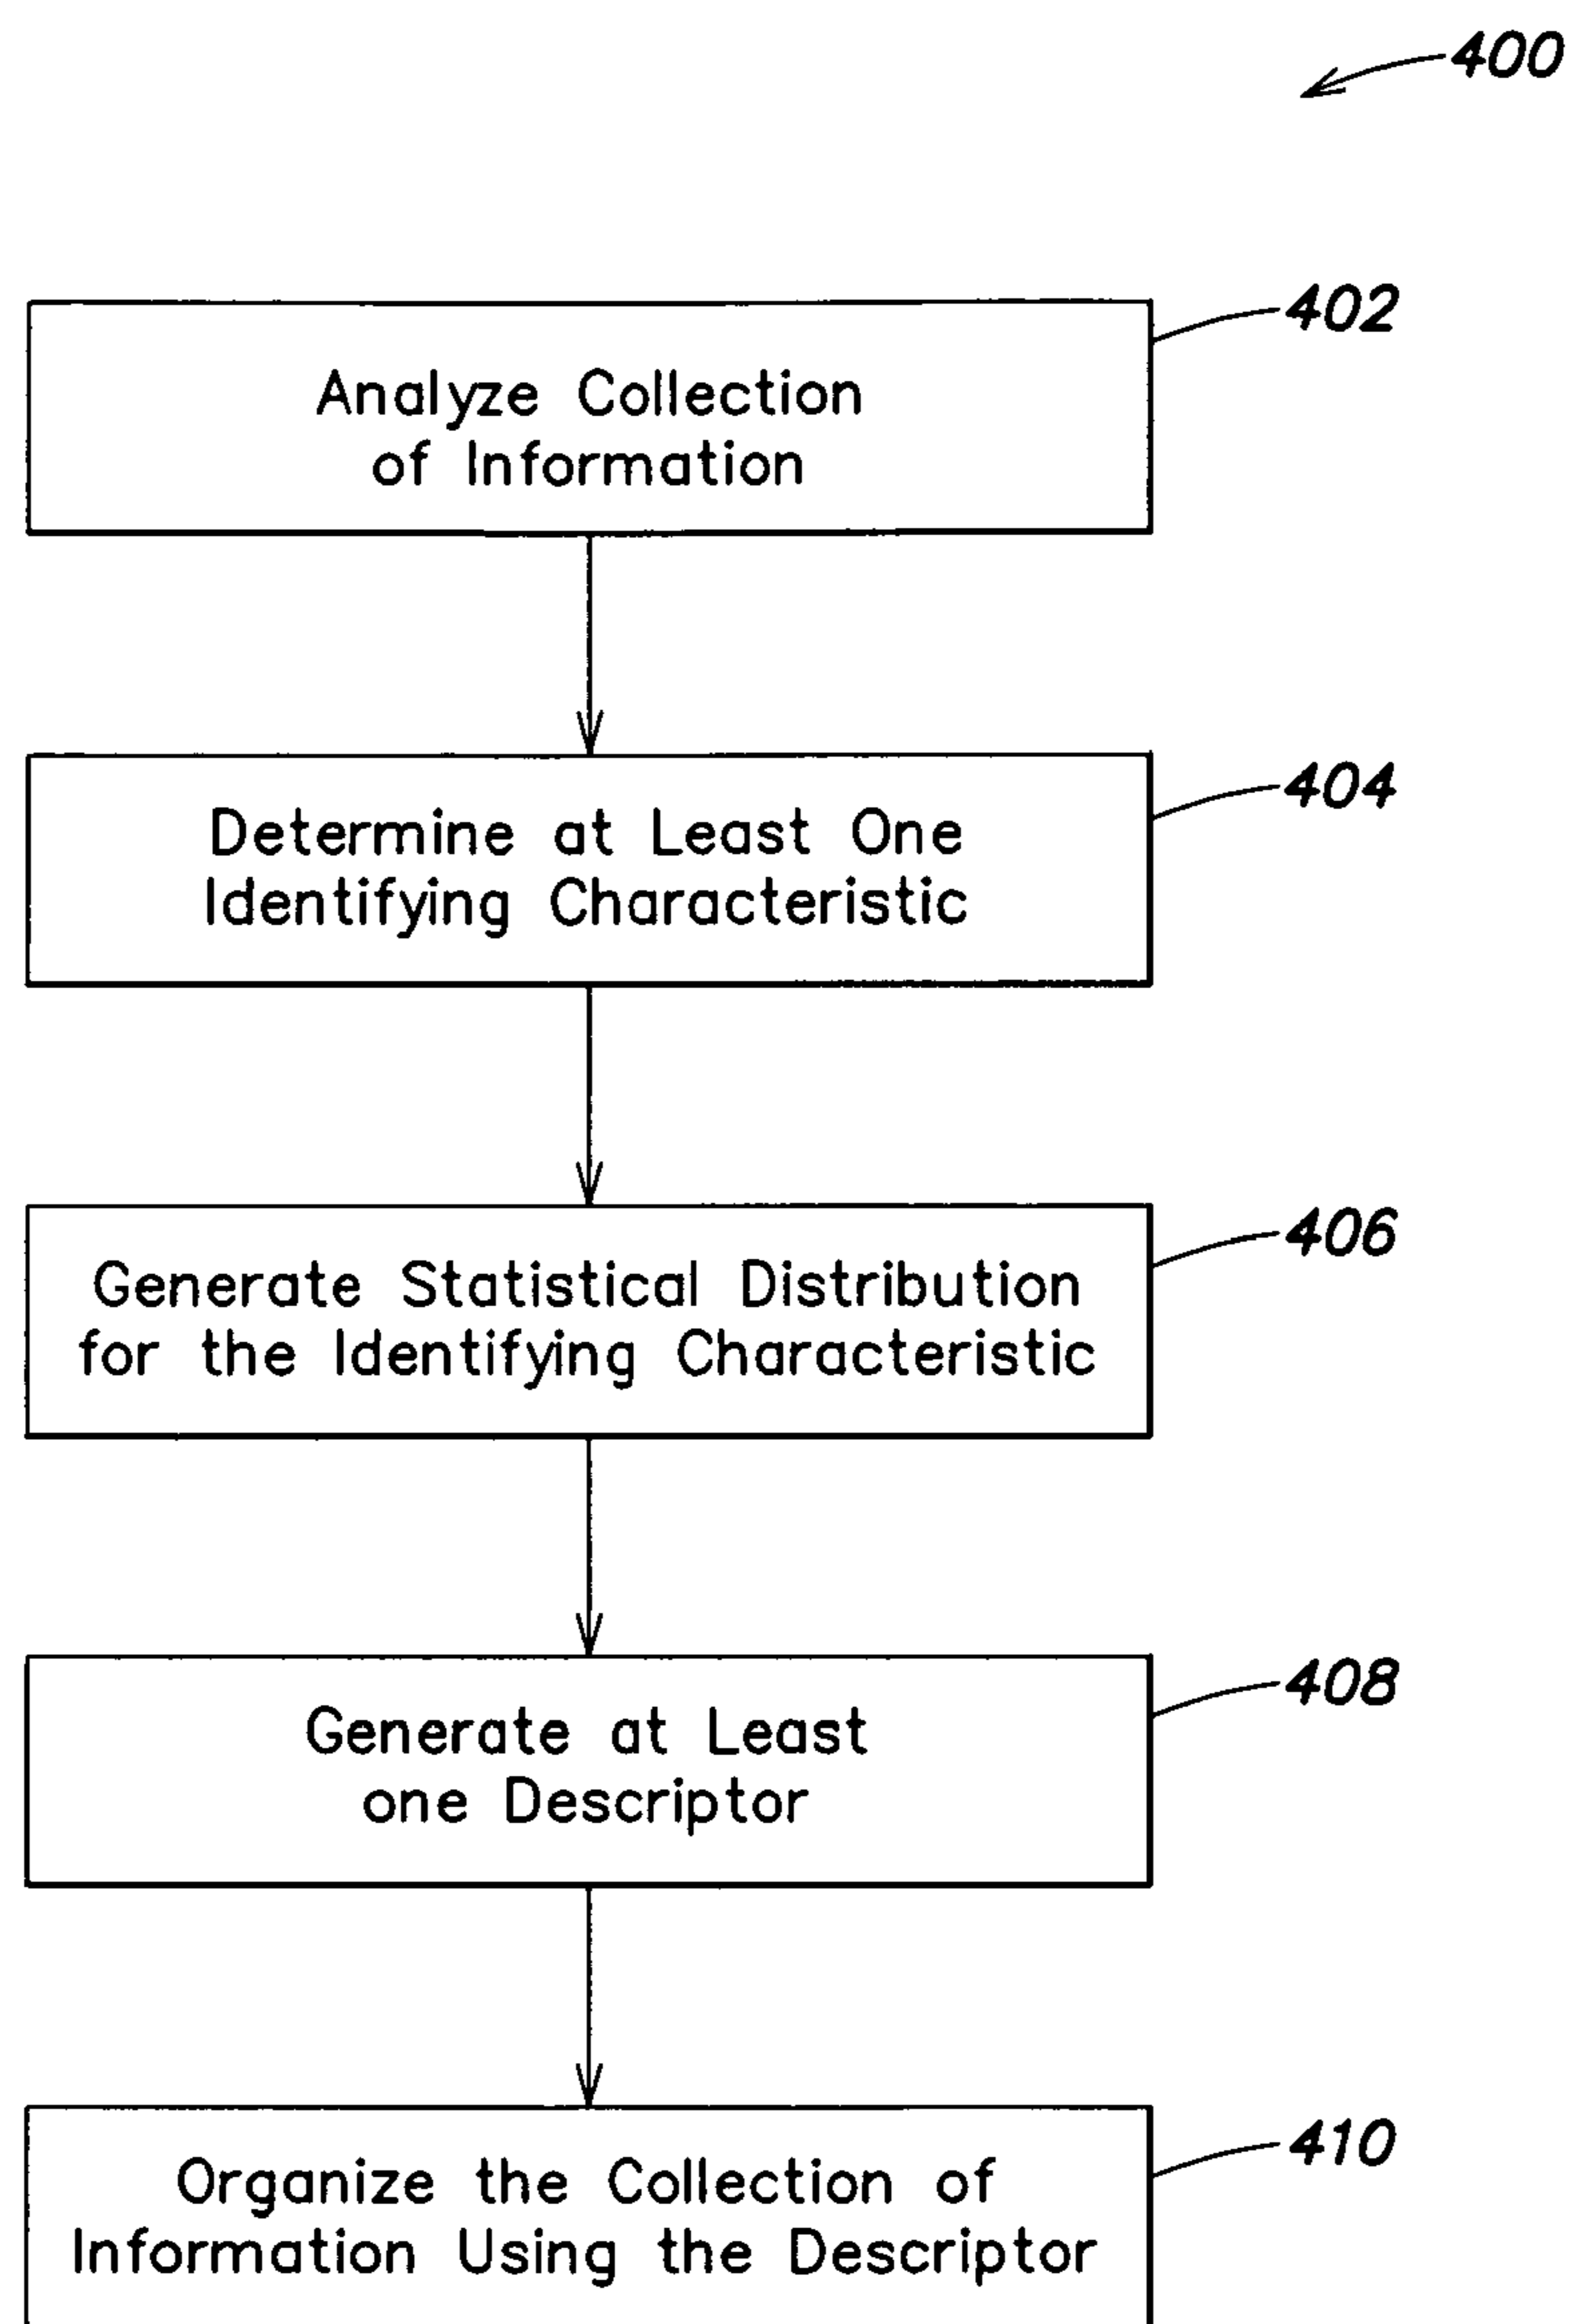 400
402
Analyze Collection
of Information
404
Determine at Least One
Identifying Characteristic
406
Generate Statistical Distribution
for the Identifying Characteristic
408
Generate at Least
one Descriptor
410
Organize the Collection of
Information Using the Descriptor